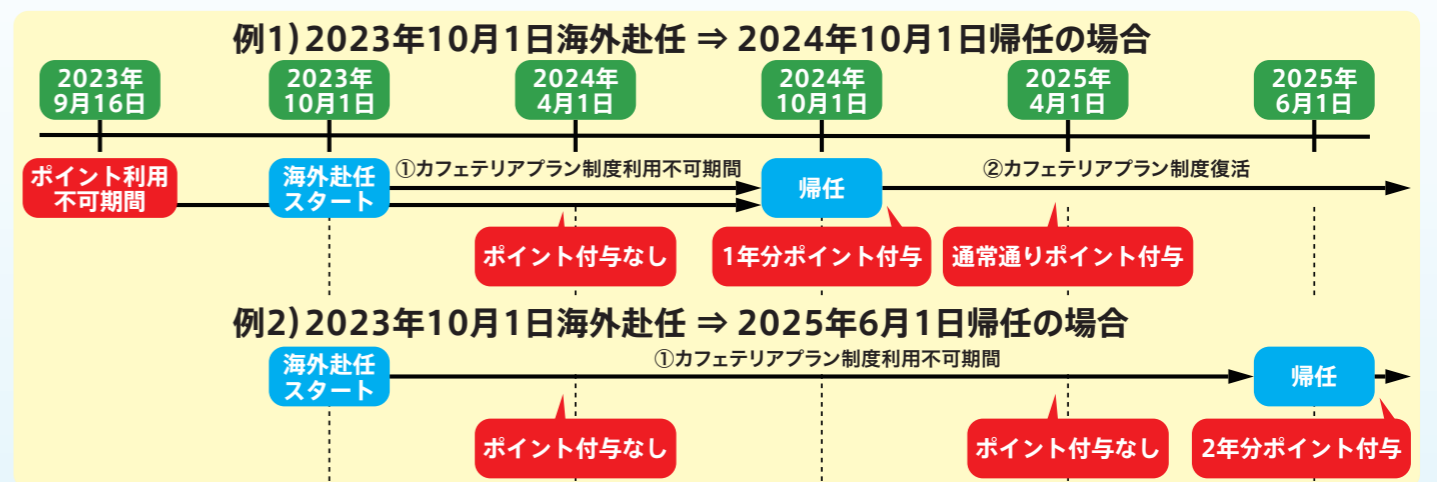 例1）2023年10月1日海外赴任 ⇒ 2024年10月1日帰任の場合
2023年
9月16日
2023年
10月1日
2024年
4月1日
2024年
10月1日
2025年
4月1日
2025年
6月1日
ポイント利用
不可期間
海外赴任
スタート
①カフェテリアプラン制度利用不可期間
帰任
②カフェテリアプラン制度復活
ポイント付与なし
1年分ポイント付与
通常通りポイント付与
例2）2023年10月1日海外赴任 ⇒ 2025年6月1日帰任の場合
海外赴任
スタート
①カフェテリアプラン制度利用不可期間
帰任
ポイント付与なし
ポイント付与なし
2年分ポイント付与